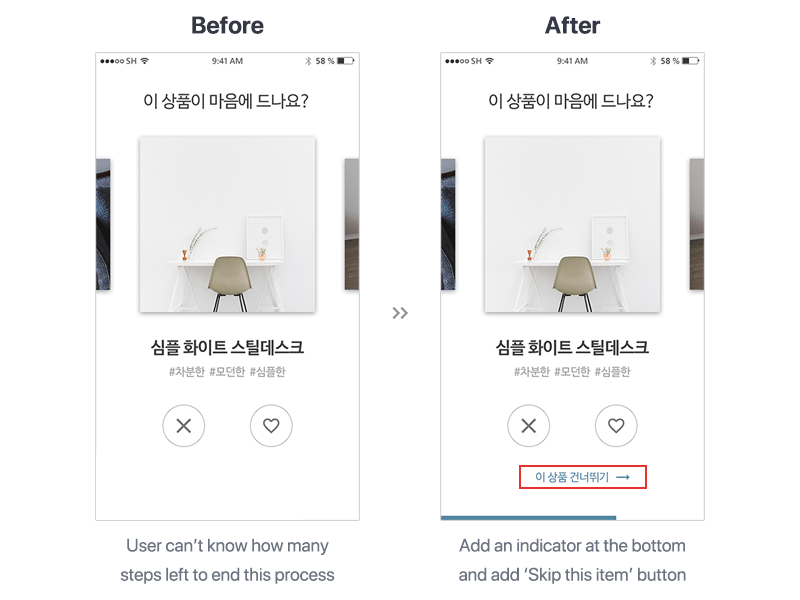 Before
After
●●●○○ SH 9:41 AM 58 %
이 상품이 마음에 드나요?
심플 화이트 스틸데스크
#차분한 #모던한 #심플한
User can't know how many
steps left to end this process
»
●●●○○ SH 9:41 AM 58 %
이 상품이 마음에 드나요?
심플 화이트 스틸데스크
#차분한 #모던한 #심플한
이 상품 건너뛰기 →
Add an indicator at the bottom
and add ‘Skip this item’ button